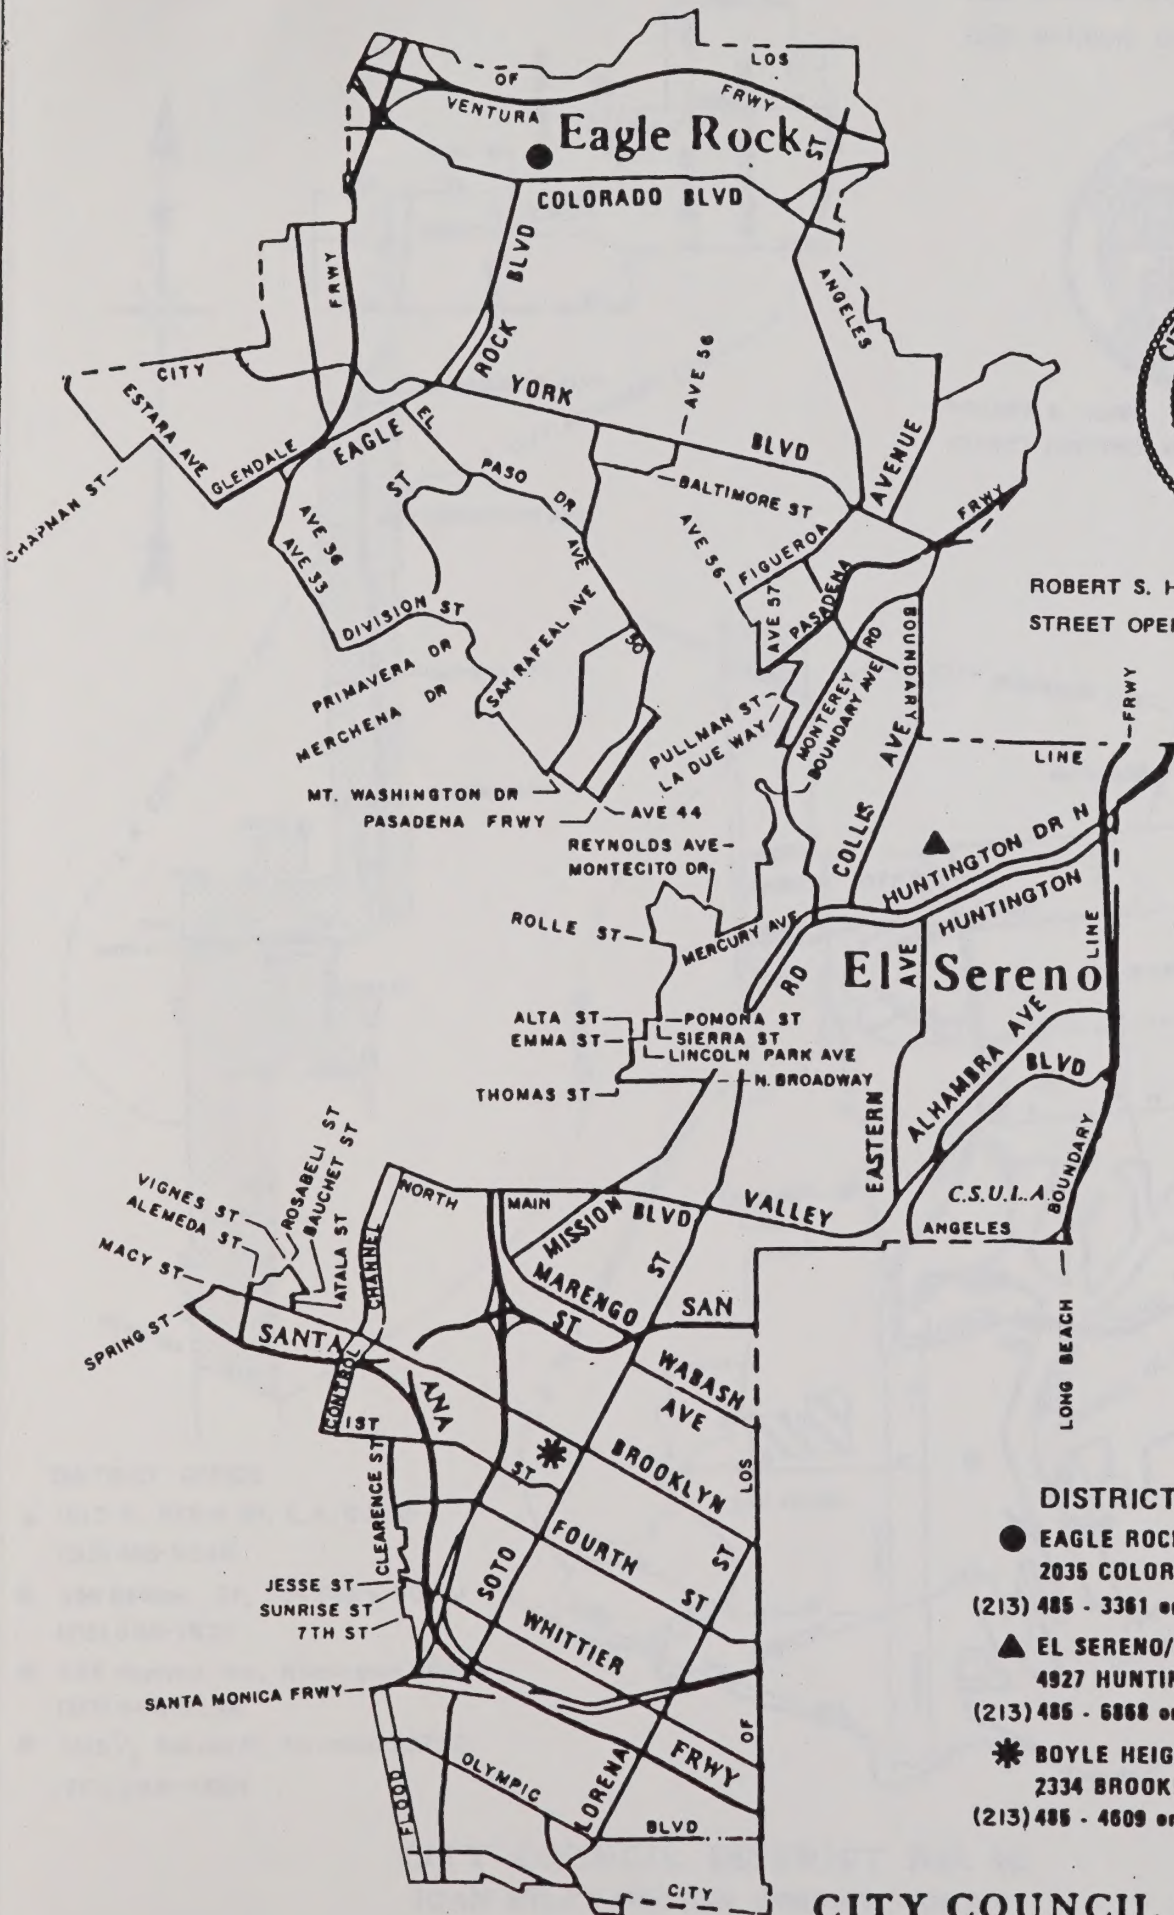 LOS
OF
FRWY
VENTURA
Eagle Rock
ST
COLORADO BLVD
BLVD
FRWY
ANGELES
ROCK
CITY
YORK
AVE 56
ESTARA AVE
EL
EAGLE
BLVD
AVENUE
GLENDALE
PASO DR
ST
BALTIMORE ST
FRWY
CHAPMAN ST
AVE 36
AVE
AVE 56
FIGUEROA
AVE 33
PASADENA
AVE 57
DIVISION ST
SAN RAFEAL AVE
50
RD
BOUNDARY
ROBERT S. H
STREET OPE
PRIMAVERA DR
MERCHENA DR
PULLMAN ST
LA DUE WAY
MONTEREY
BOUNDARY AVE
AVE
FRWY
LINE
MT. WASHINGTON DR
PASADENA FRWY
AVE 44
COLLIS
REYNOLDS AVE
MONTECITO DR
HUNTINGTON DR N
HUNTINGTON
ROLLE ST
MERCURY AVE
LINE
El Sereno
AVE
RD
ALTA ST
POMONA ST
EMMA ST
SIERRA ST
LINCOLN PARK AVE
N. BROADWAY
THOMAS ST
ALHAMBRA AVE
BLVD
EASTERN
BOUNDARY
C.S.U.L.A.
ANGELES
ROSABELI ST
BAUCHET ST
VIGNES ST
ALEMEDA ST
ATALA ST
MACY ST
SPRING ST
NORTH
MAIN
MISSION
BLVD
VALLEY
CHANNEL
MARENGO
ST
ST
SAN
SANTA
CONTROL
ANA
WABASH
AVE
LONG BEACH
1ST
ST
BROOKLYN
LOS
CLEARENCE ST
FOURTH
ST
ST
SOTO
JESSE ST
SUNRISE ST
7TH ST
WHITTIER
SANTA MONICA FRWY
OF
FRWY
LORENA
OLYMPIC
BLVD
FLOOD
CITY
CIT
DISTRICT
EAGLE ROC
2035 COLOR
(213) 485 - 3361 or
EL SERENO/
4927 HUNTI
(213) 485 - 6868 or
BOYLE HEIG
2334 BROOK
(213) 485 - 4609 or
CITY COUNCIL